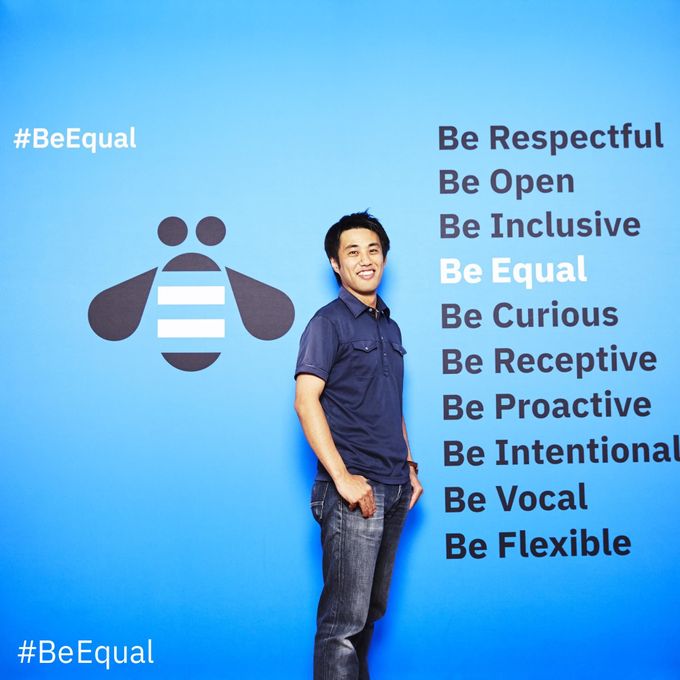 #BeEqual
Be Respectful
Be Open
Be Inclusive
Be Equal
Be Curious
Be Receptive
Be Proactive
Be Intentional
Be Vocal
Be Flexible
#BeEqual